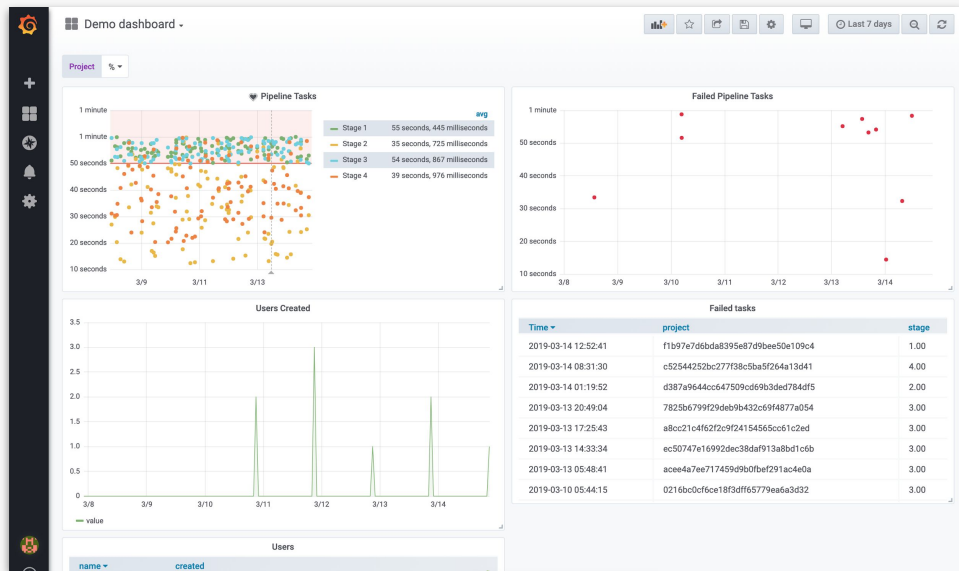 Demo dashboard
Last 7 days
Project % 
Pipeline Tasks
1 minute
1 minute
50 seconds
40 seconds
30 seconds
20 seconds
10 seconds
3/9 3/11 3/13
avg
Stage 1 55 seconds, 445 milliseconds
Stage 2 35 seconds, 725 milliseconds
Stage 3 54 seconds, 867 milliseconds
Stage 4 39 seconds, 976 milliseconds
Failed Pipeline Tasks
1 minute
50 seconds
40 seconds
30 seconds
20 seconds
10 seconds
3/8 3/9 3/10 3/11 3/12 3/13 3/14
Users Created
3.5
3.0
2.5
2.0
1.5
1.0
0.5
0
3/8 3/9 3/10 3/11 3/12 3/13 3/14
value
Failed tasks
Time project stage
2019-03-14 12:52:41 f1b97e7d6bda8395e87d9bee50e109c4 1.00
2019-03-14 08:31:30 c52544252bc277f38c5ba5f264a13d41 4.00
2019-03-14 01:19:52 d387a9644cc647509cd69b3ded784df5 2.00
2019-03-13 20:49:04 7825b6799f29deb9b432c69f4877a054 3.00
2019-03-13 17:25:43 a8cc21c4f62f2c9f24154565cc61c2ed 3.00
2019-03-13 14:33:34 ec50747e16992dec38daf913a8bd1c6b 3.00
2019-03-13 05:48:41 acee4a7ee717459d9b0fbef291ac4e0a 3.00
2019-03-10 05:44:15 0216bc0cf6ce18f3dff65779ea6a3d32 3.00
Users
name created